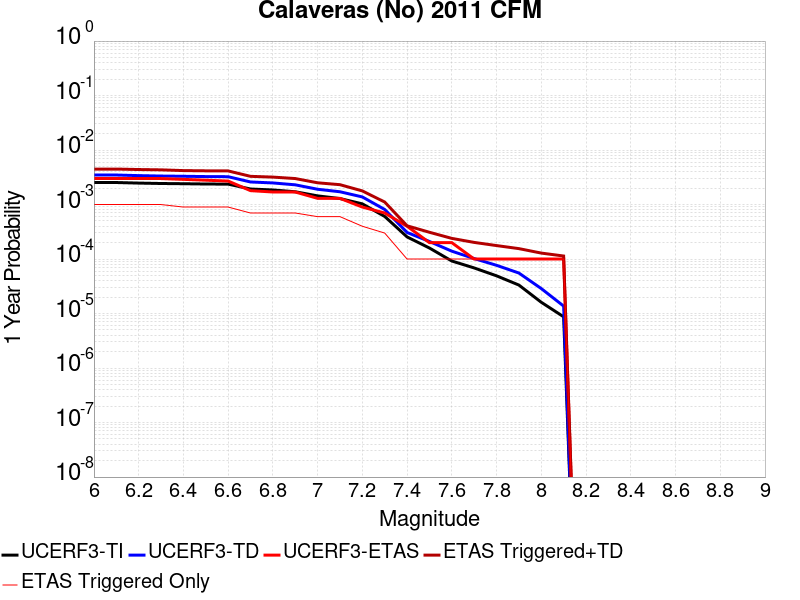 Calaveras (No) 2011 CFM
10^0
10^-1
10^-2
10^-3
10^-4
10^-5
10^-6
10^-7
10^-8
1 Year Probability
6 6.2 6.4 6.6 6.8 7 7.2 7.4 7.6 7.8 8 8.2 8.4 8.6 8.8 9
Magnitude
UCERF3-TI UCERF3-TD UCERF3-ETAS ETAS Triggered+TD
ETAS Triggered Only